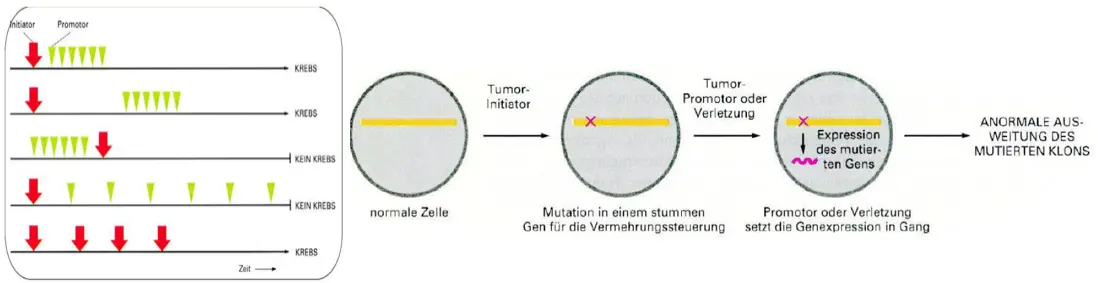 Initiator Promotor
KREBS
KREBS
KEIN KREBS
KEIN KREBS
KREBS
Zeit
Tumor-
Initiator
Tumor-
Promotor oder
Verletzung
Expression
des mutier-
ten Gens
ANORMALE AUS-
WEITUNG DES
MUTIERTEN KLONS
normale Zelle
Mutation in einem stummen
Gen für die Vermehrungssteuerung
Promotor oder Verletzung
setzt die Genexpression in Gang